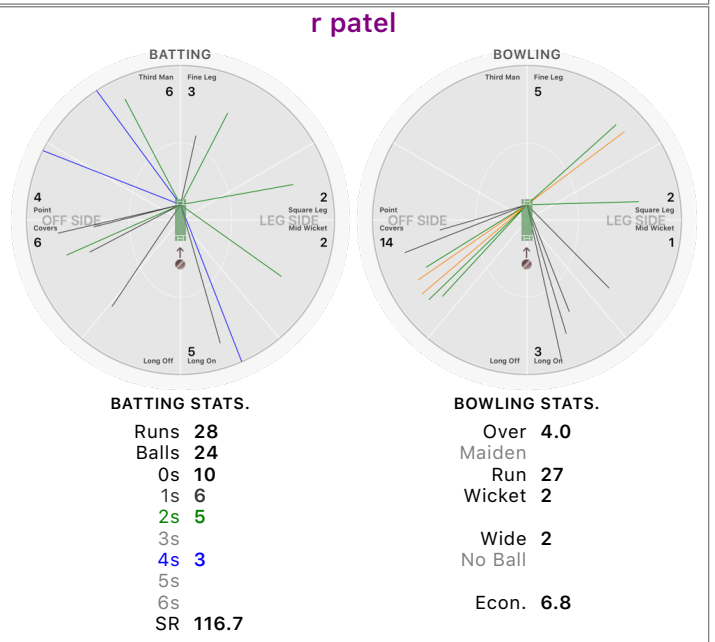 r patel
BATTING
Third Man Fine Leg
6 3
4 2
Point Square Leg
OFF SIDE LEG SIDE
Covers Mid Wicket
6 2
5
Long Off Long On
BOWLING
Third Man Fine Leg
5
2
Point Square Leg
OFF SIDE LEG SIDE
Covers Mid Wicket
14 1
3
Long Off Long On
BATTING STATS.
Runs 28
Balls 24
0s 10
1s 6
2s 5
3s
4s 3
5s
6s
SR 116.7
BOWLING STATS.
Over 4.0
Maiden
Run 27
Wicket 2
Wide 2
No Ball
Econ. 6.8